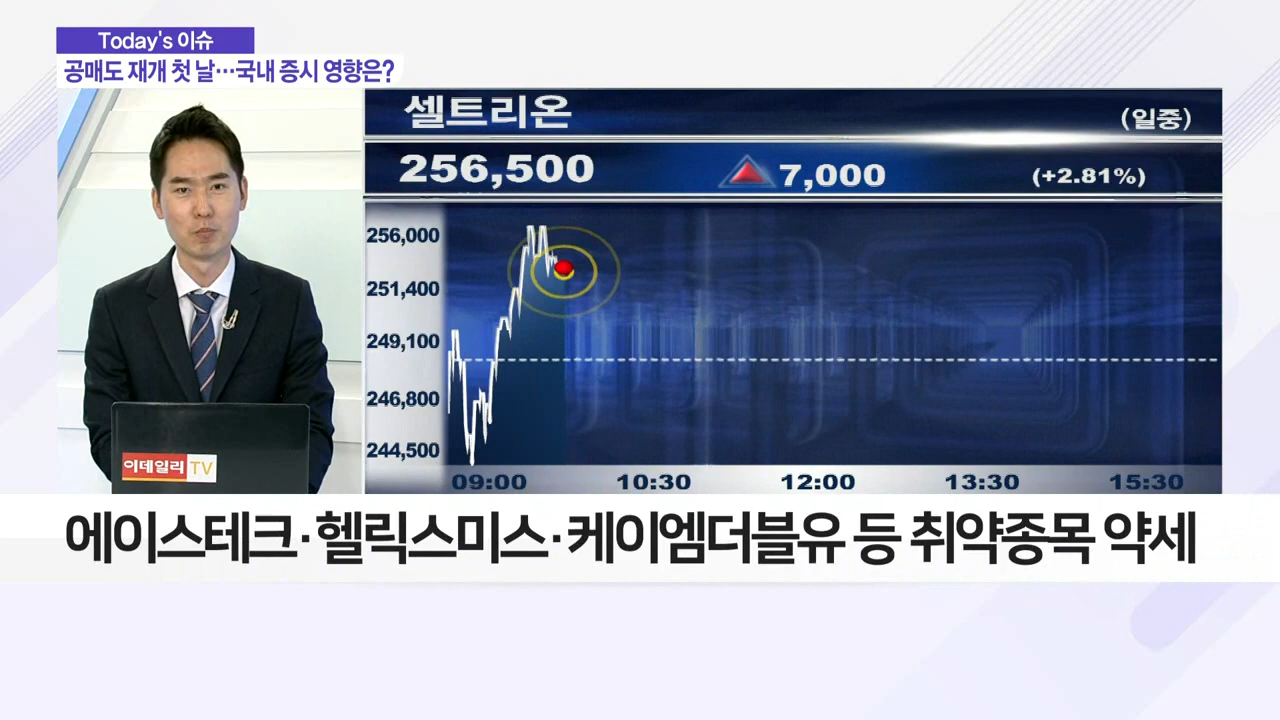 Today's 이슈
공매도 재개 첫 날…국내 증시 영향은?
셀트리온
(일중)
256,500
7,000
(+2.81%)
256,000
251,400
249,100
246,800
244,500
09:00 10:30 12:00 13:30 15:30
이데일리 TV
에이스테크·헬릭스미스·케이엠더블유 등 취약종목 약세